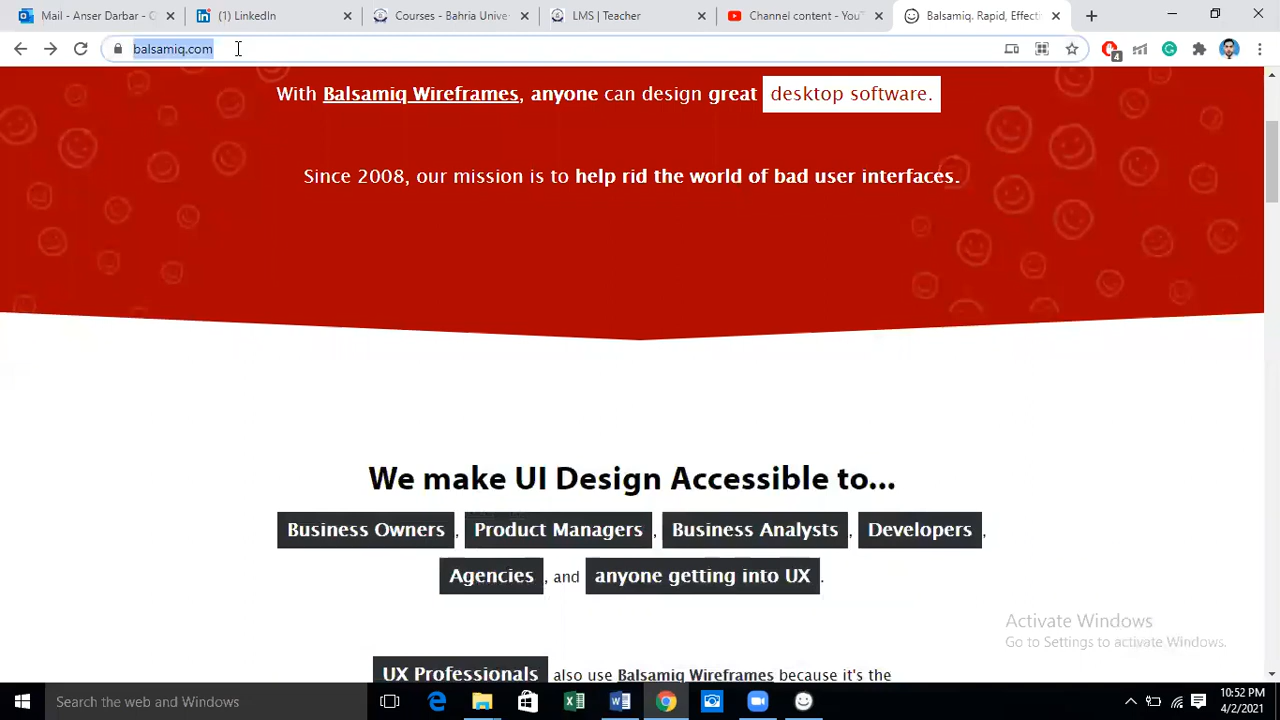 Mail - Anser Darbar - O
(1) LinkedIn
Courses - Bahria Unive
LMS | Teacher
Channel content - You
Balsamiq. Rapid, Effecti
balsamiq.com
4
With Balsamiq Wireframes, anyone can design great desktop software.
Since 2008, our mission is to help rid the world of bad user interfaces.
We make UI Design Accessible to...
Business Owners, Product Managers, Business Analysts, Developers,
Agencies, and anyone getting into UX.
Activate Windows
Go to Settings to activate Windows.
UX Professionals also use Balsamiq Wireframes because it's the
Search the web and Windows
10:52 PM
4/2/2021